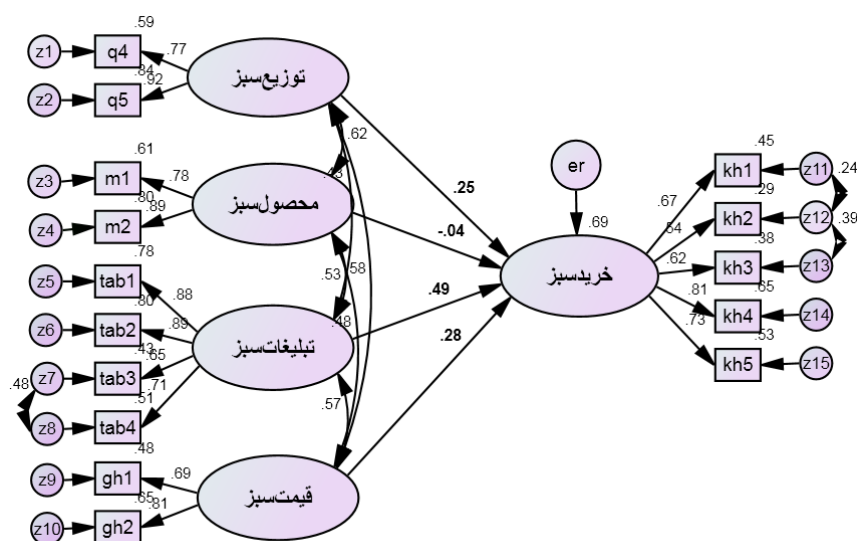 .59
z1
q4
.77
.84
z2
q5
.92
توزیع‌سبز
.61
z3
m1
.78
.80
z4
m2
.89
محصول‌سبز
.78
z5
tab1
.88
.80
z6
tab2
.89
.43
z7
tab3
.65
.48
.51
z8
tab4
.71
تبلیغات‌سبز
.48
z9
gh1
.69
.65
z10
gh2
.81
قیمت‌سبز
.62
.43
.53
.58
.48
.57
.25
-.04
.49
.28
er
.69
خریدسبز
.45
.67
kh1
z11
.24
.29
.54
kh2
z12
.39
.38
.62
kh3
z13
.65
.81
kh4
z14
.53
.73
kh5
z15